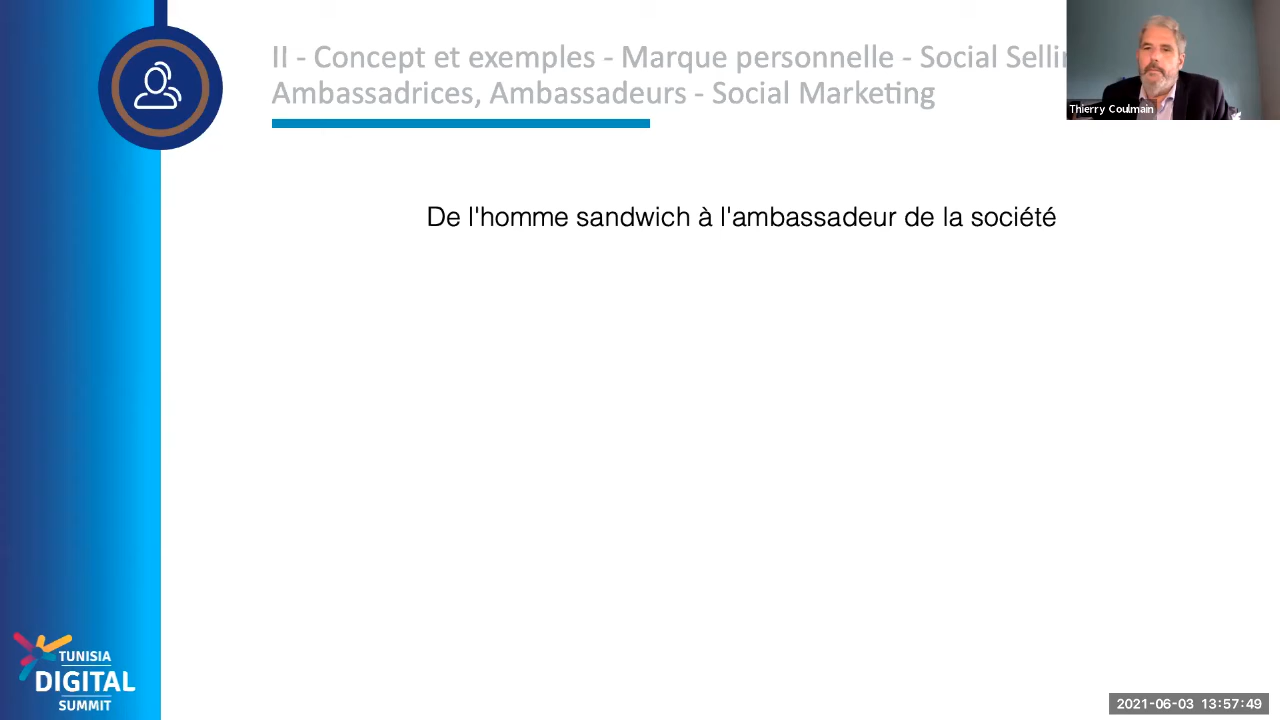 II - Concept et exemples - Marque personnelle - Social
Ambassadrices, Ambassadeurs - Social Marketing
Thierry Coulmain
De l'homme sandwich à l'ambassadeur de la société
TUNISIA
DIGITAL
SUMMIT
2021-06-03 13:57:49